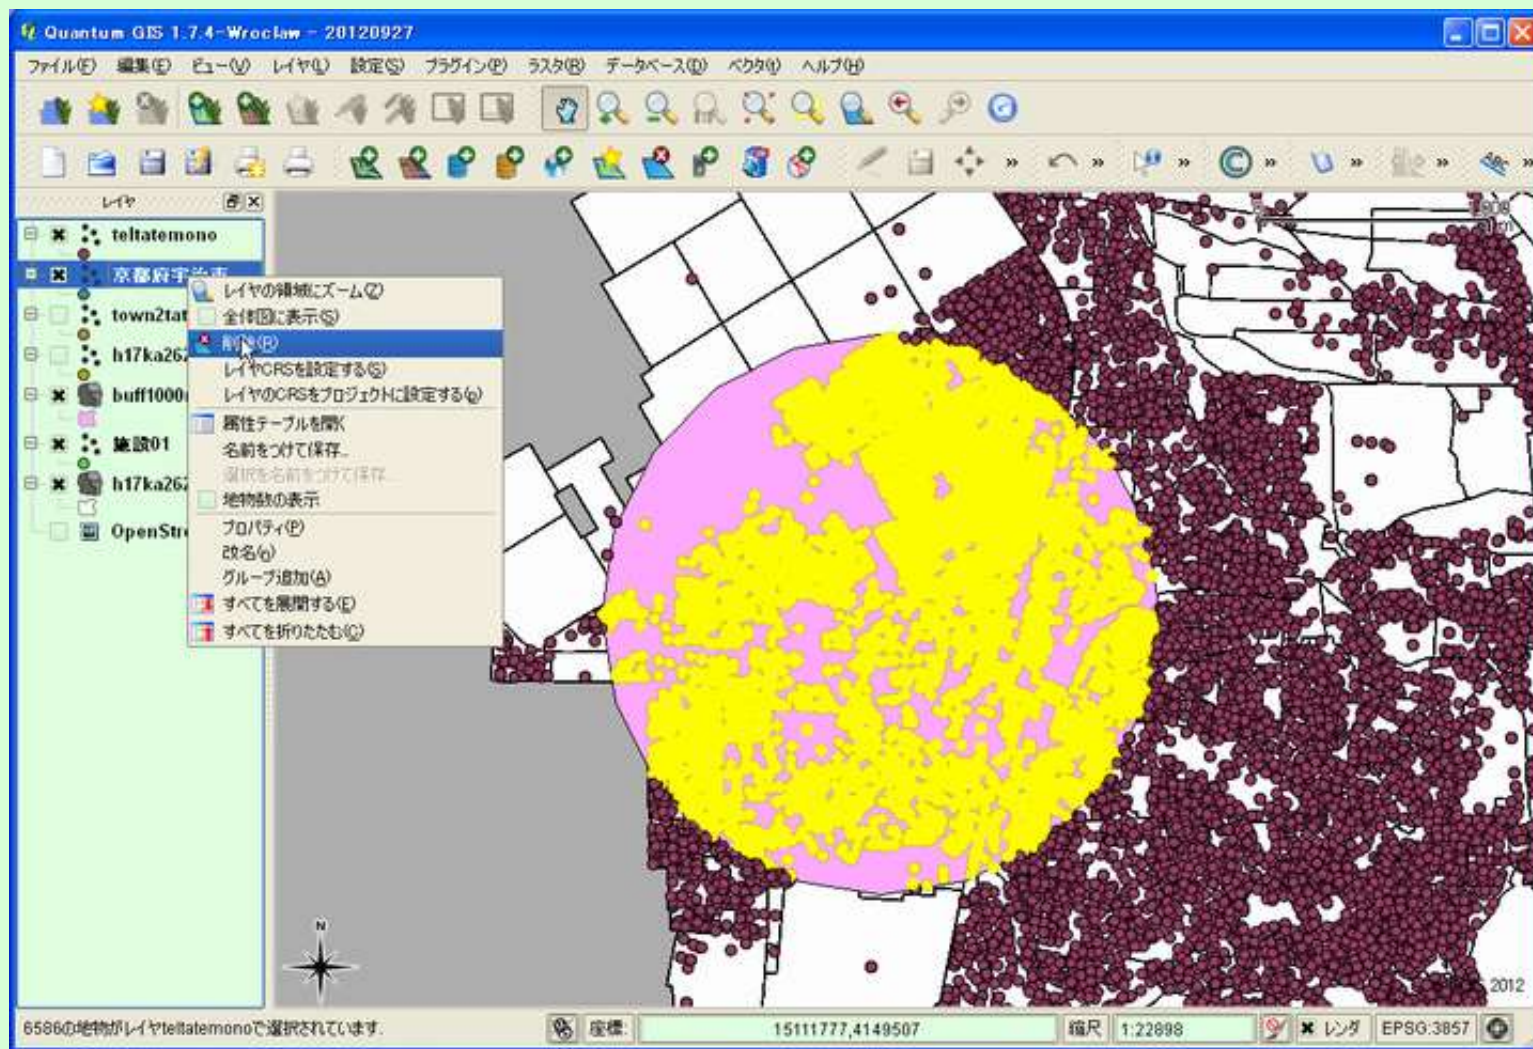 Quantum GIS 1.7.4-Wroclaw - 20120927
ファイル(F) 編集(E) ビュー(V) レイヤ(L) 設定(S) プラグイン(P) ラスタ(R) データベース(D) ベクタ(t) ヘルプ(H)
レイヤ
teltatemono
京都府宇治市
town2tat
h17ka262
buff1000
施設01
h17ka262
OpenStre
レイヤの領域にズーム(Z)
全体図に表示(S)
削除(R)
レイヤCRSを設定する(S)
レイヤのCRSをプロジェクトに設定する(p)
属性テーブルを開く
名前をつけて保存...
選択を名前をつけて保存...
地物数の表示
プロパティ(P)
改名(n)
グループ追加(A)
すべてを展開する(E)
すべてを折りたたむ(C)
N
2012
6586の地物がレイヤteltatemonoで選択されています.
座標:
15111777,4149507
縮尺
1:22898
レンダ
EPSG:3857